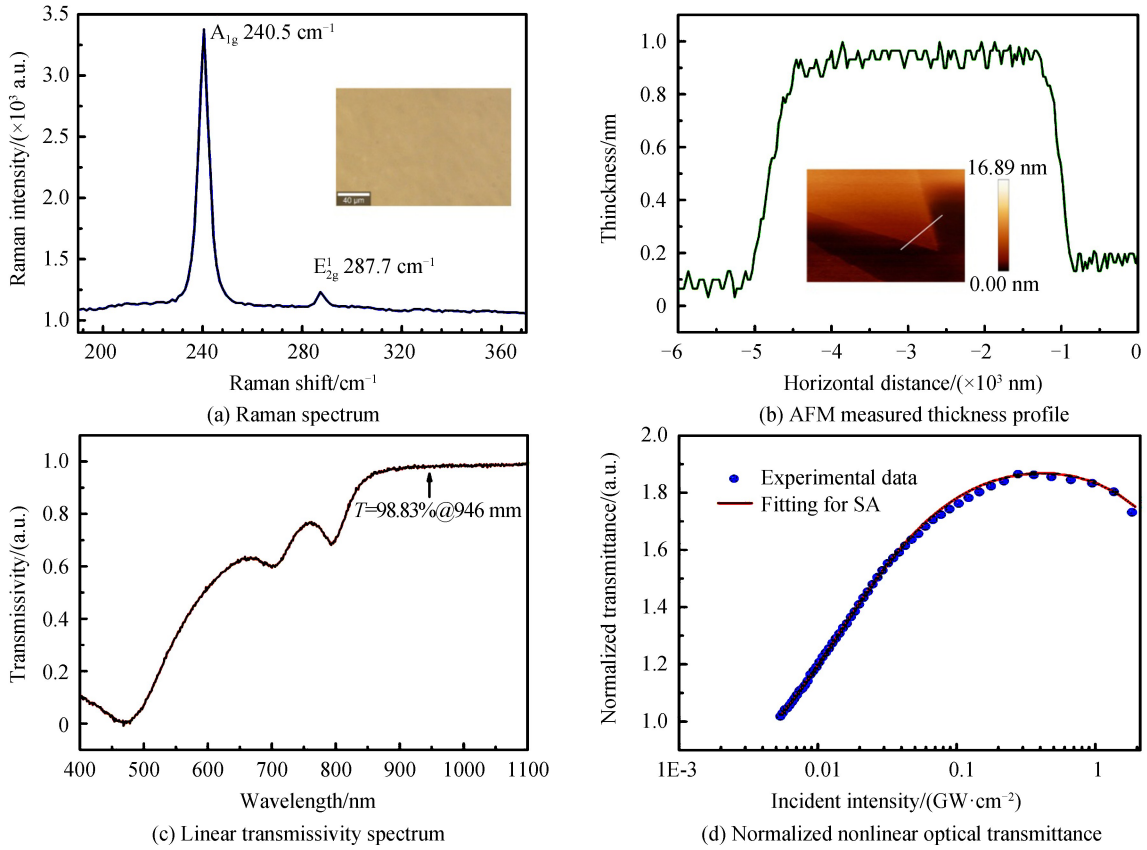 3.5
3.0
2.5
2.0
1.5
1.0
Raman intensity/(×10³ a.u.)
A₁g 240.5 cm⁻¹
40 μm
E¹₂g 287.7 cm⁻¹
200 240 280 320 360
Raman shift/cm⁻¹
(a) Raman spectrum
1.0
0.8
0.6
0.4
0.2
0
Thinckness/nm
16.89 nm
0.00 nm
−6 −5 −4 −3 −2 −1 0
Horizontal distance/(×10³ nm)
(b) AFM measured thickness profile
1.0
0.8
0.6
0.4
0.2
0
Transmissivity/(a.u.)
T=98.83%@946 mm
400 500 600 700 800 900 1000 1100
Wavelength/nm
(c) Linear transmissivity spectrum
2.0
1.8
1.6
1.4
1.2
1.0
Normalized transmittance/(a.u.)
Experimental data
Fitting for SA
1E-3 0.01 0.1 1
Incident intensity/(GW·cm⁻²)
(d) Normalized nonlinear optical transmittance